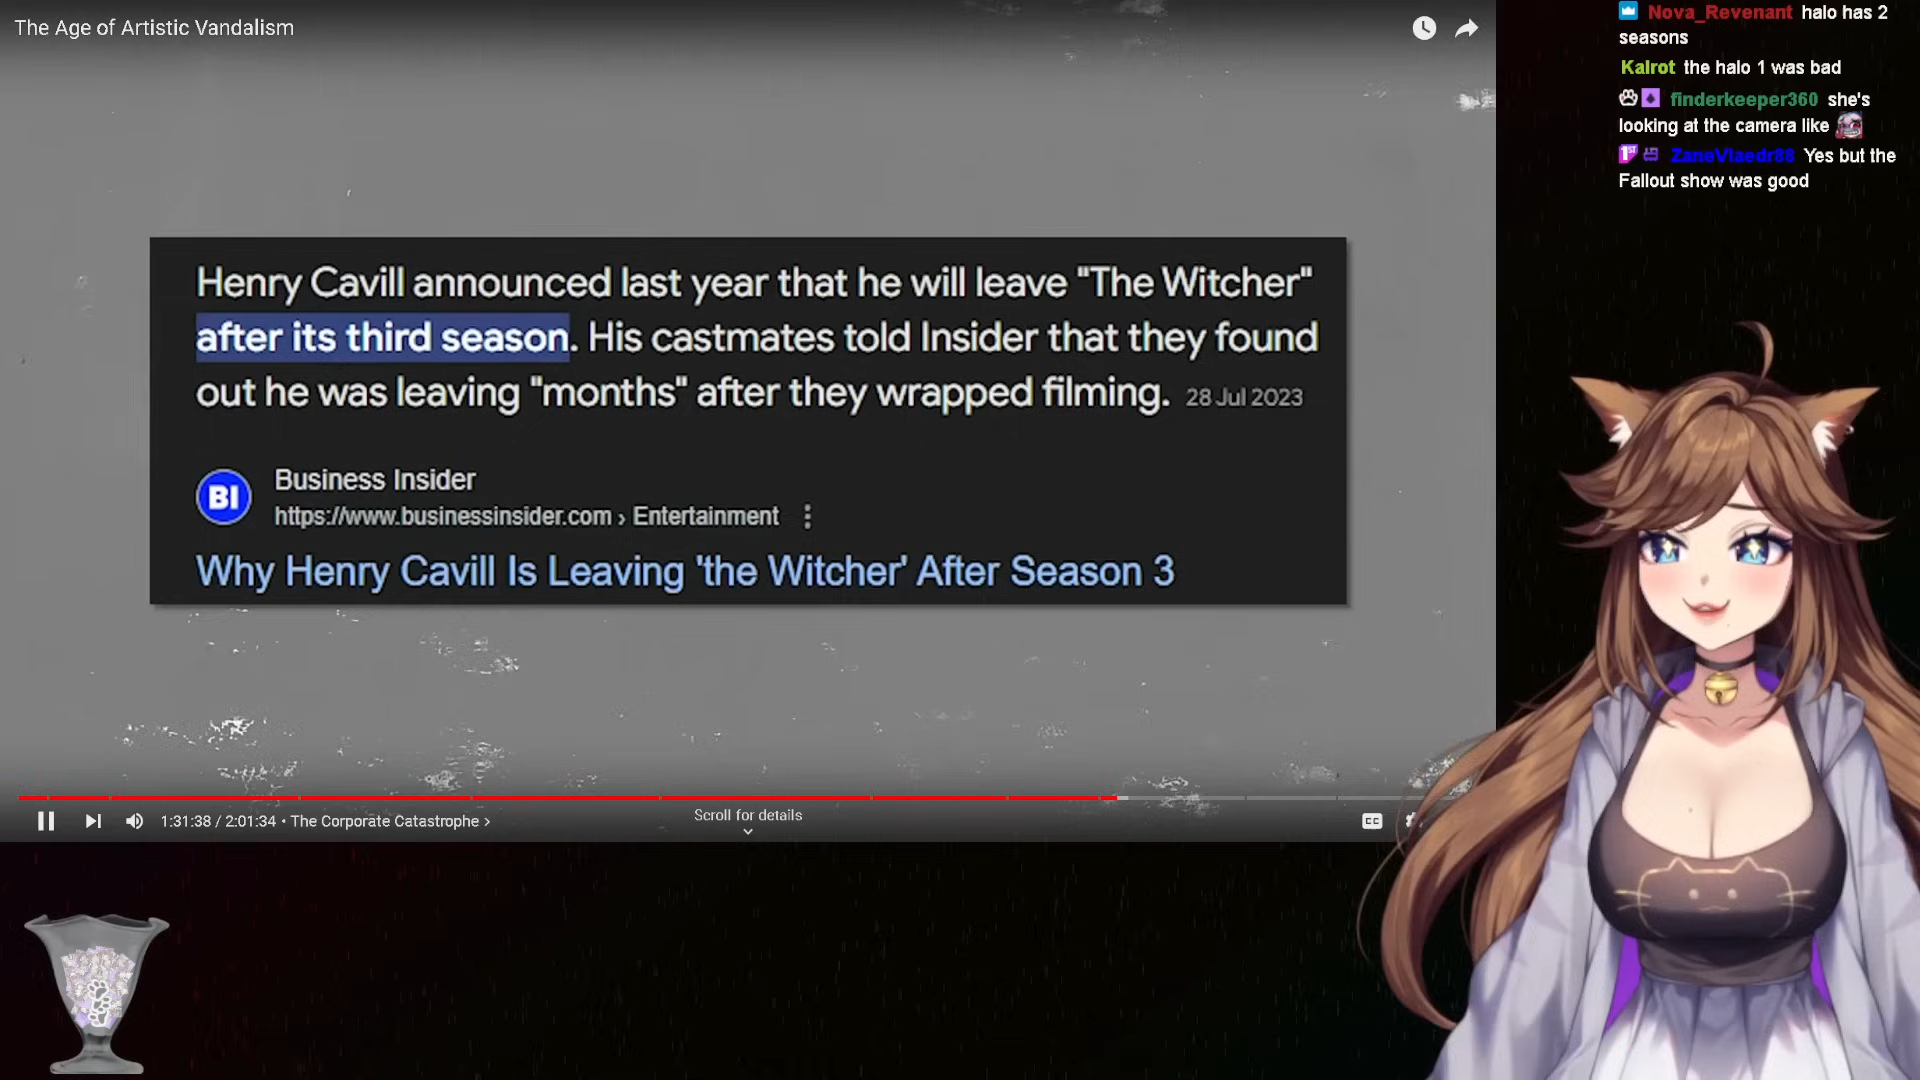 The Age of Artistic Vandalism
Henry Cavill announced last year that he will leave "The Witcher"
after its third season. His castmates told Insider that they found
out he was leaving "months" after they wrapped filming. 28 Jul 2023
BI
Business Insider
https://www.businessinsider.com › Entertainment
Why Henry Cavill Is Leaving 'the Witcher' After Season 3
1:31:38 / 2:01:34 • The Corporate Catastrophe ›
Scroll for details
CC
Nova_Revenant halo has 2
seasons
Kalrot the halo 1 was bad
finderkeeper360 she's
looking at the camera like
1ST ZaneVlaedr88 Yes but the
Fallout show was good